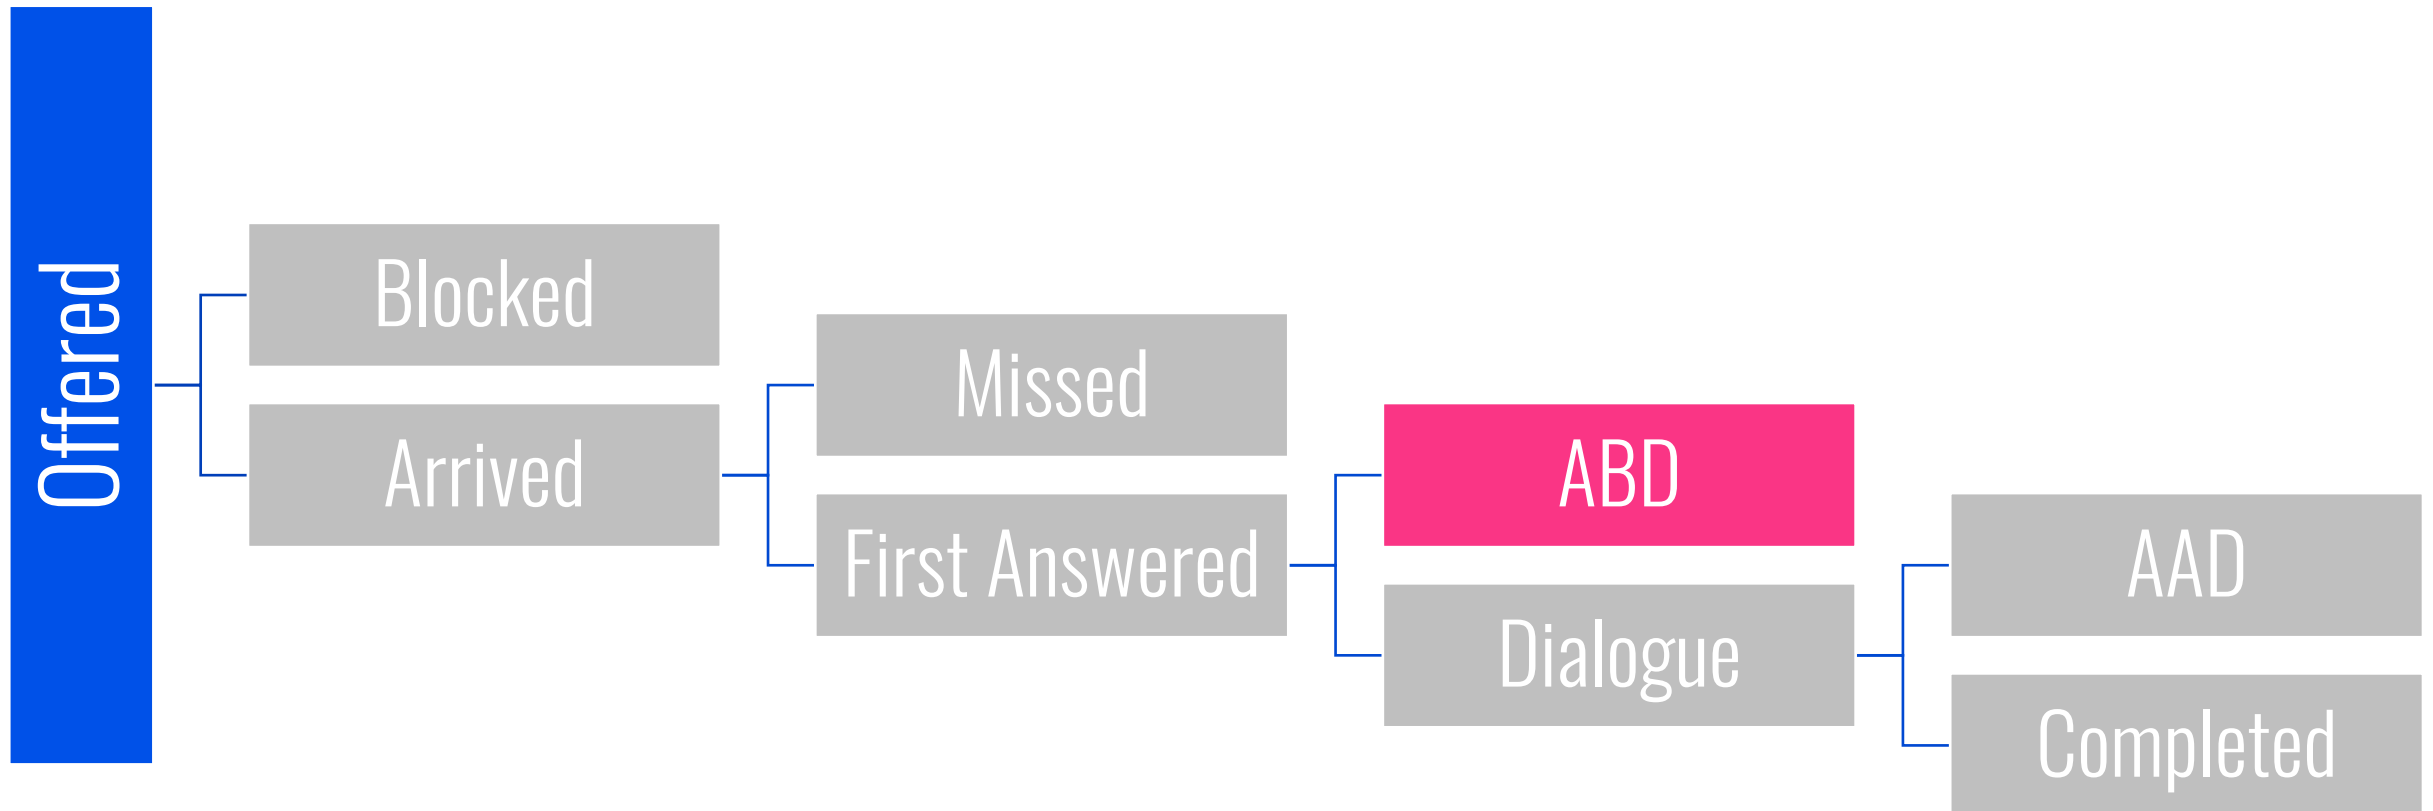 Offered
Blocked
Arrived
Missed
First Answered
ABD
Dialogue
AAD
Completed